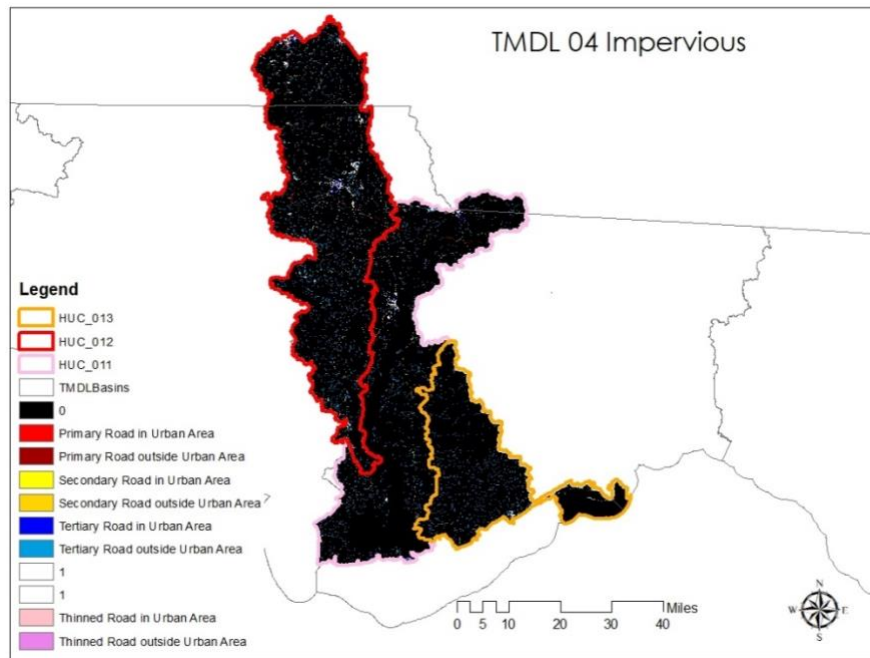 TMDL 04 Impervious
Legend
HUC_013
HUC_012
HUC_011
TMDLBasins
0
Primary Road in Urban Area
Primary Road outside Urban Area
Secondary Road in Urban Area
Secondary Road outside Urban Area
Tertiary Road in Urban Area
Tertiary Road outside Urban Area
1
1
Thinned Road in Urban Area
Thinned Road outside Urban Area
Miles
0 5 10 20 30 40
N
W E
S